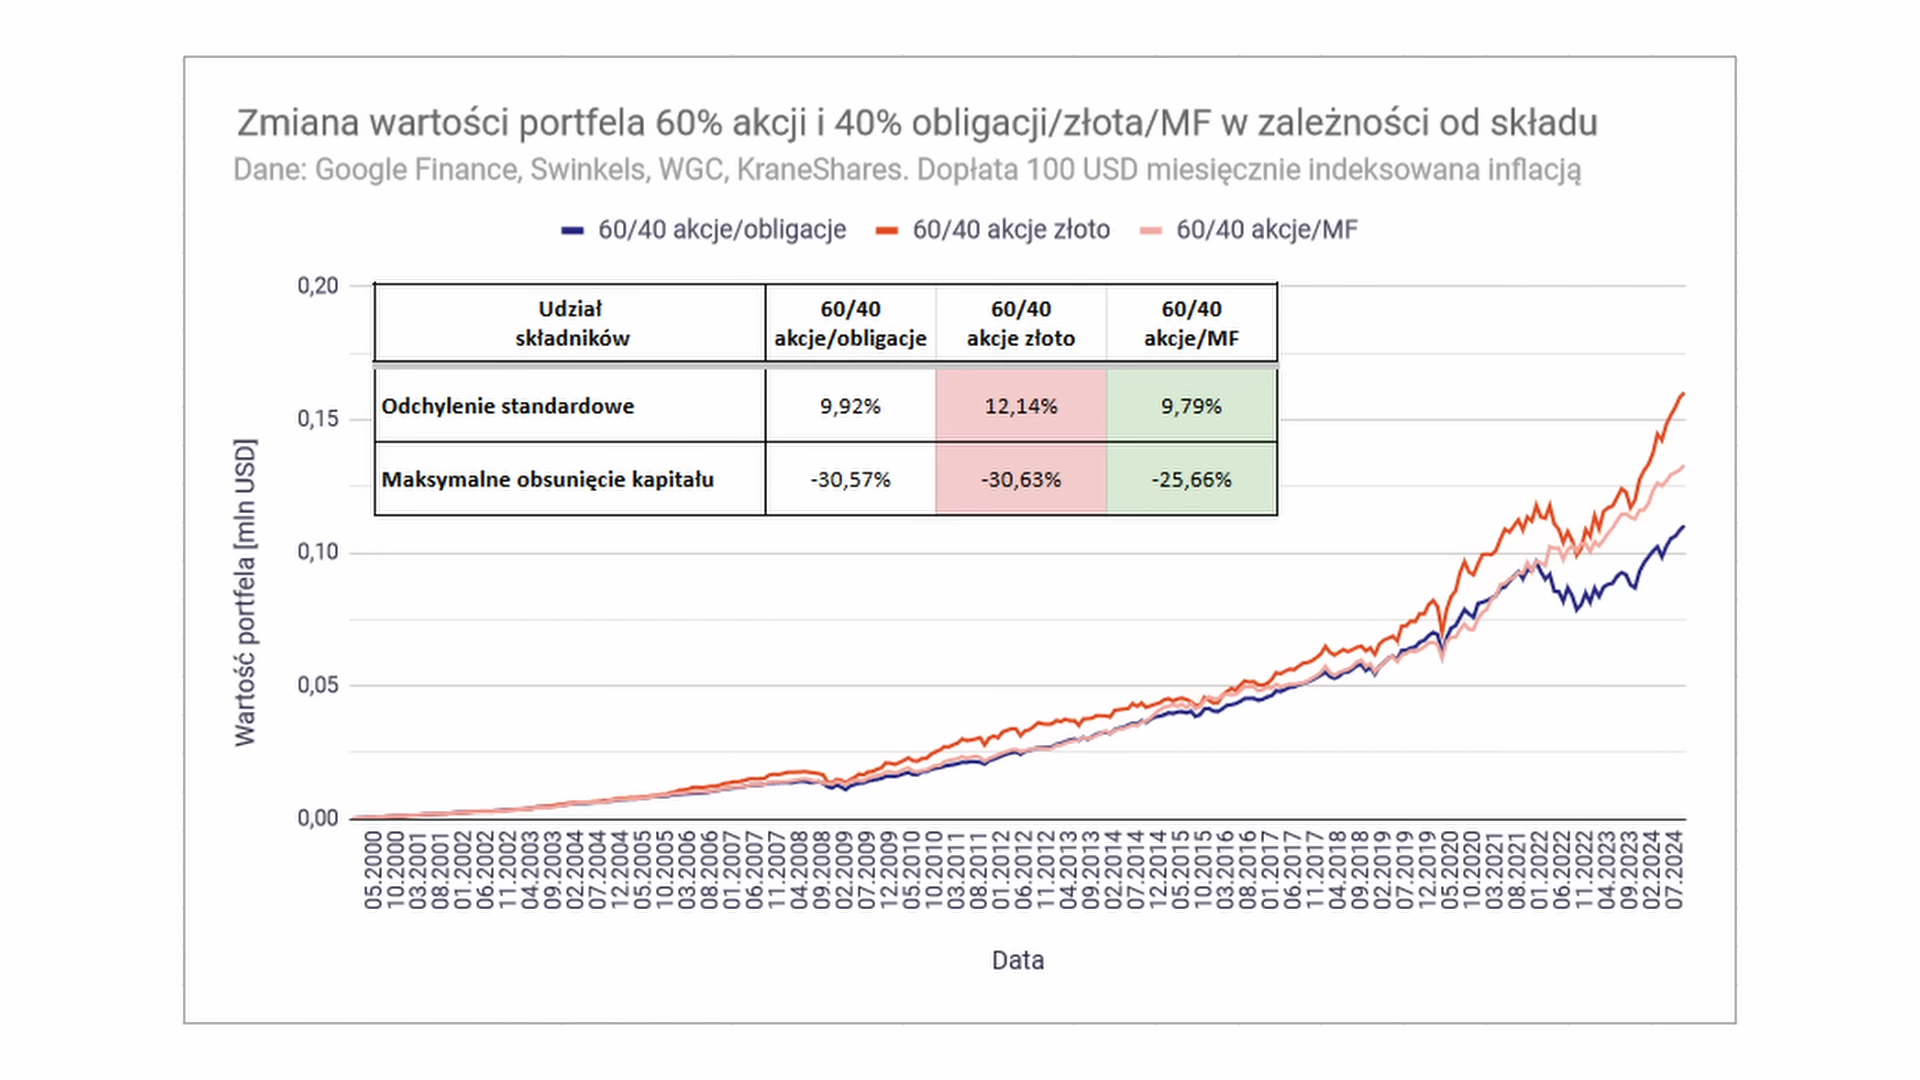 Zmiana wartości portfela 60% akcji i 40% obligacji/złota/MF w zależności od składu
Dane: Google Finance, Swinkels, WGC, KraneShares. Dopłata 100 USD miesięcznie indeksowana inflacją
60/40 akcje/obligacje 60/40 akcje złoto 60/40 akcje/MF
Udział składników
60/40 akcje/obligacje
60/40 akcje złoto
60/40 akcje/MF
Odchylenie standardowe 9,92% 12,14% 9,79%
Maksymalne obsunięcie kapitału -30,57% -30,63% -25,66%
Wartość portfela [mln USD]
0,20
0,15
0,10
0,05
0,00
05.2000 10.2000 03.2001 08.2001 01.2002 06.2002 11.2002 04.2003 09.2003 02.2004 07.2004 12.2004 05.2005 10.2005 03.2006 08.2006 01.2007 06.2007 11.2007 04.2008 09.2008 02.2009 07.2009 12.2009 05.2010 10.2010 03.2011 08.2011 01.2012 06.2012 11.2012 04.2013 09.2013 02.2014 07.2014 12.2014 05.2015 10.2015 03.2016 08.2016 01.2017 06.2017 11.2017 04.2018 09.2018 02.2019 07.2019 12.2019 05.2020 10.2020 03.2021 08.2021 01.2022 06.2022 11.2022 04.2023 09.2023 02.2024 07.2024
Data